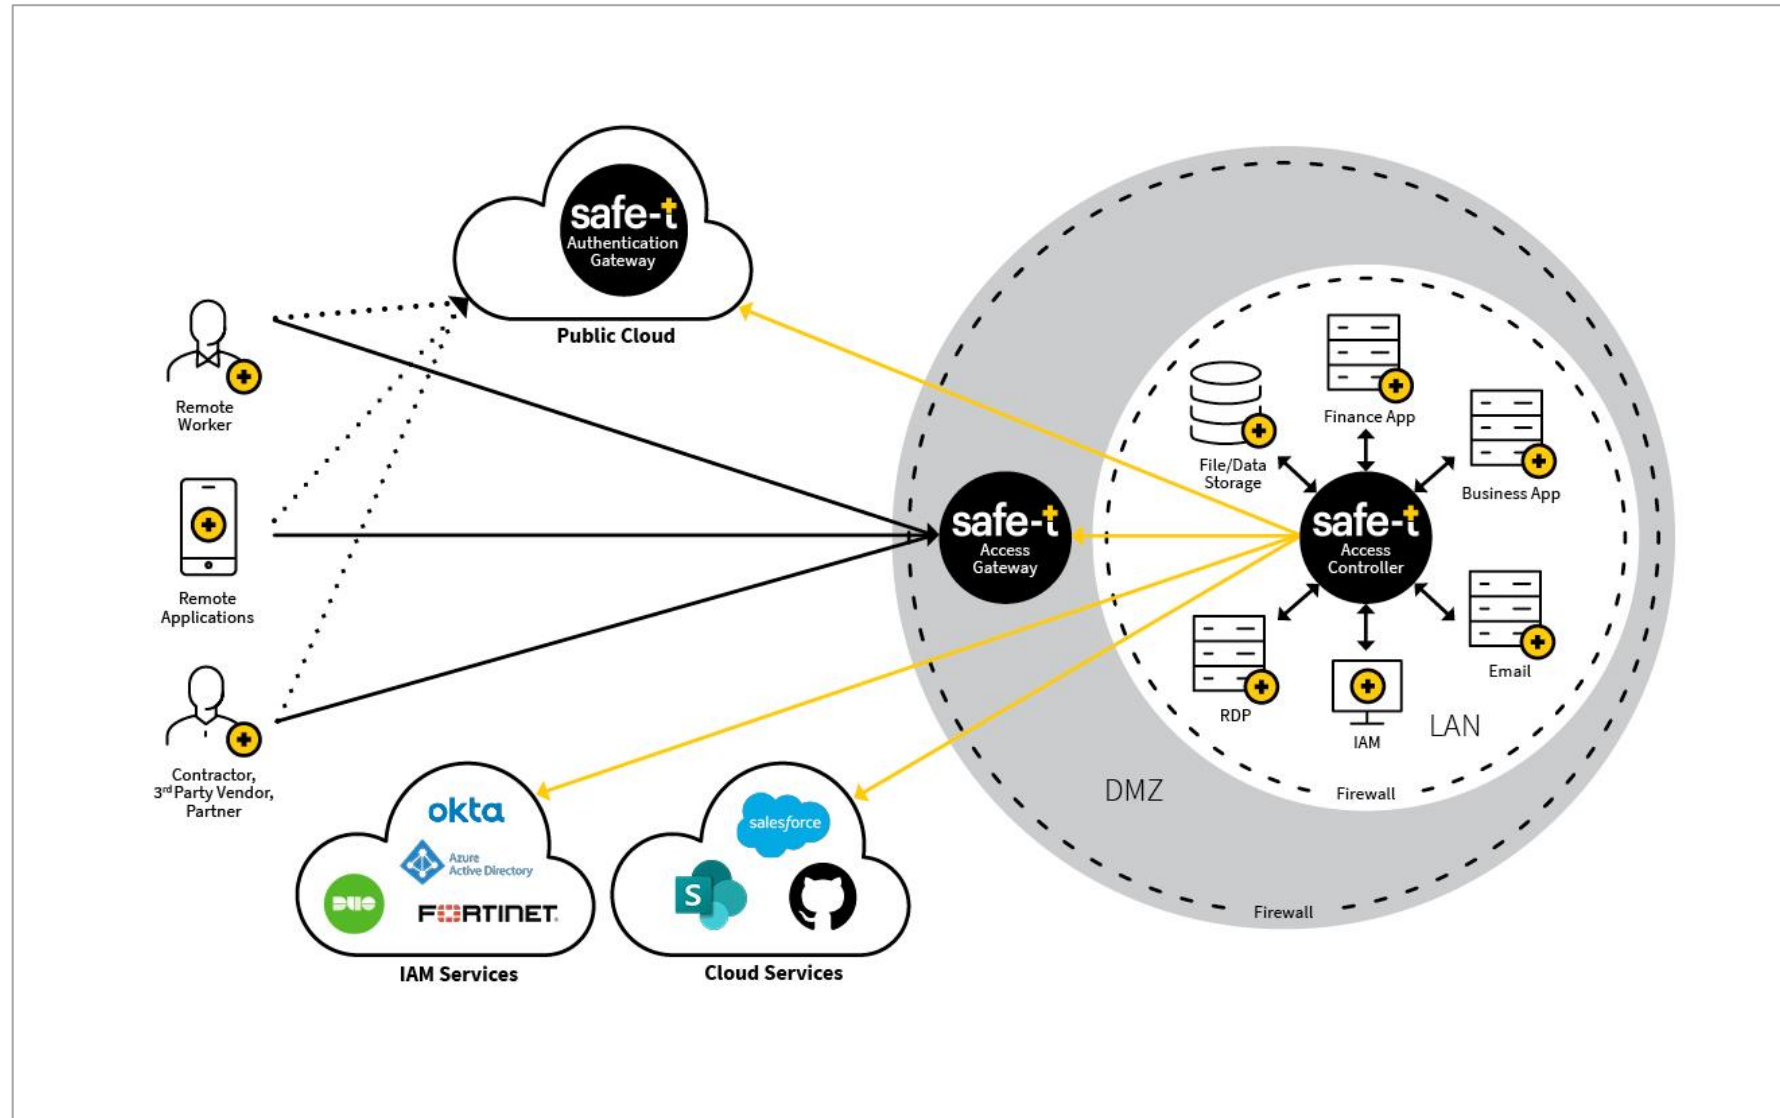 safe-t
Authentication
Gateway
Public Cloud
Remote
Worker
Remote
Applications
Contractor,
3rd Party Vendor,
Partner
safe-t
Access
Gateway
File/Data
Storage
Finance App
Business App
safe-t
Access
Controller
Email
RDP
IAM
LAN
Firewall
DMZ
Firewall
okta
Azure
Active Directory
DUO
FORTINET
IAM Services
salesforce
S
Cloud Services